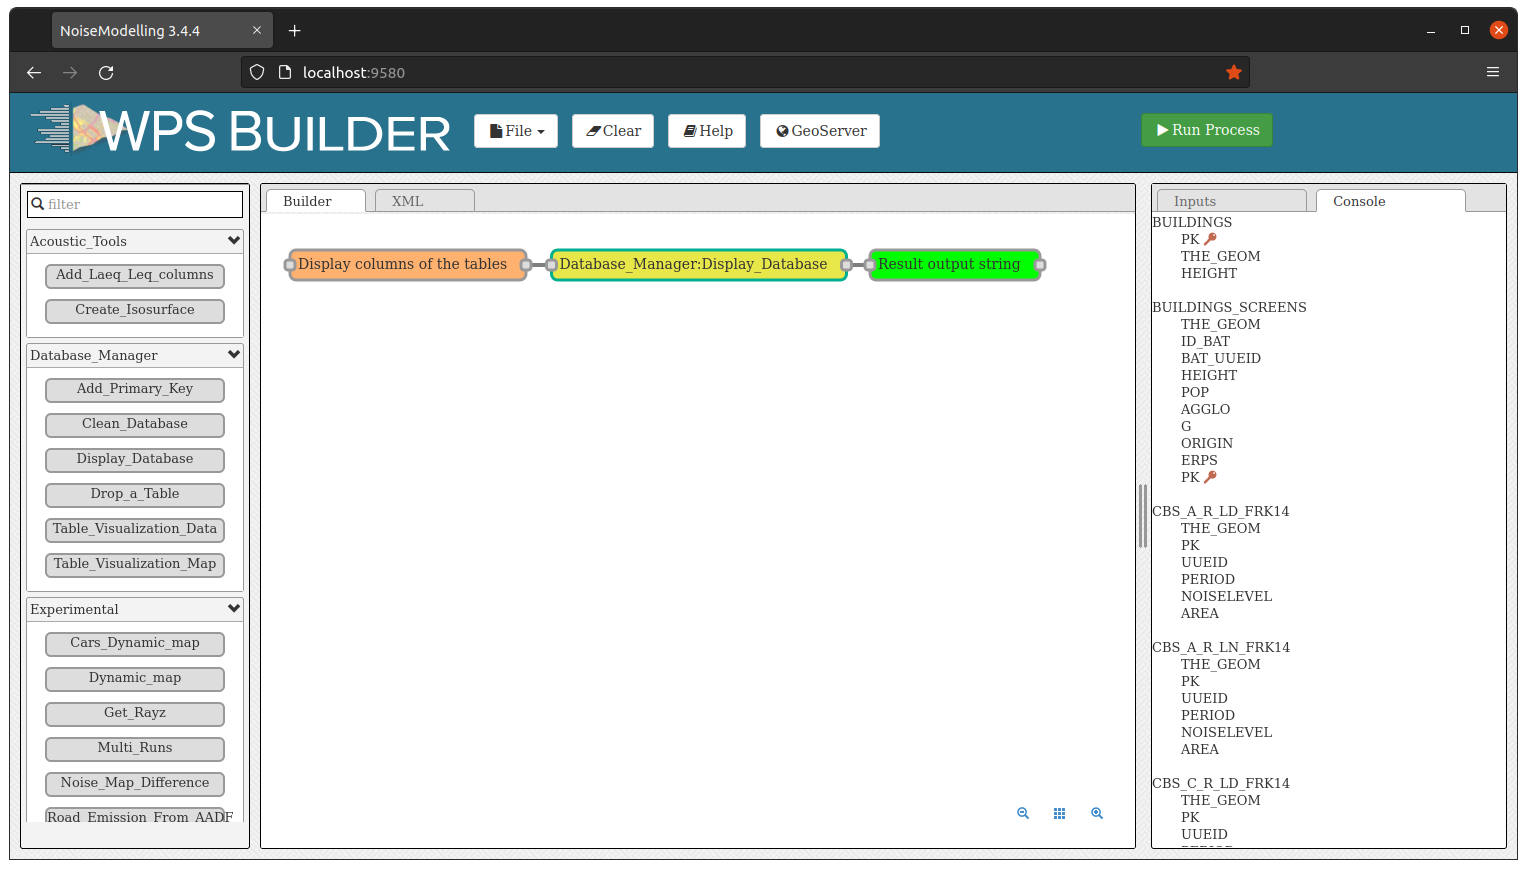 NoiseModelling 3.4.4
localhost:9580
WPS BUILDER
File
Clear
Help
GeoServer
Run Process
filter
Acoustic_Tools
Add_Laeq_Leq_columns
Create_Isosurface
Database_Manager
Add_Primary_Key
Clean_Database
Display_Database
Drop_a_Table
Table_Visualization_Data
Table_Visualization_Map
Experimental
Cars_Dynamic_map
Dynamic_map
Get_Rayz
Multi_Runs
Noise_Map_Difference
Road_Emission_From_AADF
Builder
XML
Display columns of the tables
Database_Manager:Display_Database
Result output string
Inputs
Console
BUILDINGS
PK
THE_GEOM
HEIGHT
BUILDINGS_SCREENS
THE_GEOM
ID_BAT
BAT_UUEID
HEIGHT
POP
AGGLO
G
ORIGIN
ERPS
PK
CBS_A_R_LD_FRK14
THE_GEOM
PK
UUEID
PERIOD
NOISELEVEL
AREA
CBS_A_R_LN_FRK14
THE_GEOM
PK
UUEID
PERIOD
NOISELEVEL
AREA
CBS_C_R_LD_FRK14
THE_GEOM
PK
UUEID